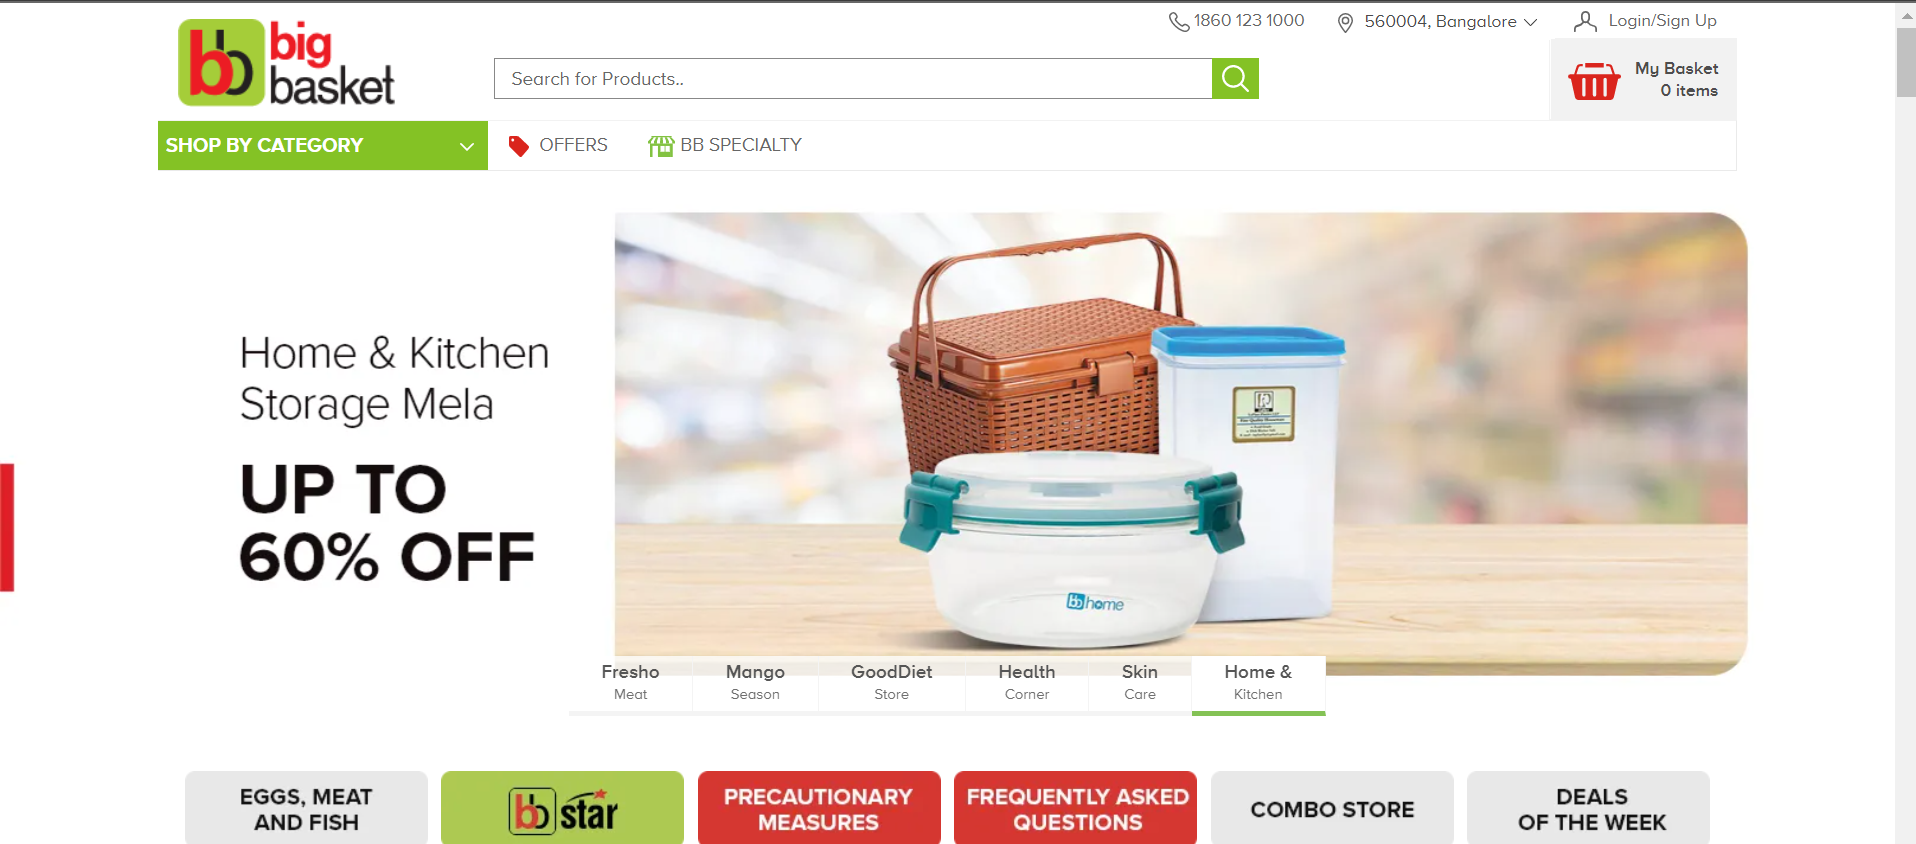 big
basket
1860 123 1000
560004, Bangalore
Login/Sign Up
Search for Products..
My Basket
0 items
SHOP BY CATEGORY
OFFERS
BB SPECIALTY
Home & Kitchen
Storage Mela
UP TO
60% OFF
bb home
Fresho
Meat
Mango
Season
GoodDiet
Store
Health
Corner
Skin
Care
Home &
Kitchen
EGGS, MEAT
AND FISH
bb star
PRECAUTIONARY
MEASURES
FREQUENTLY ASKED
QUESTIONS
COMBO STORE
DEALS
OF THE WEEK